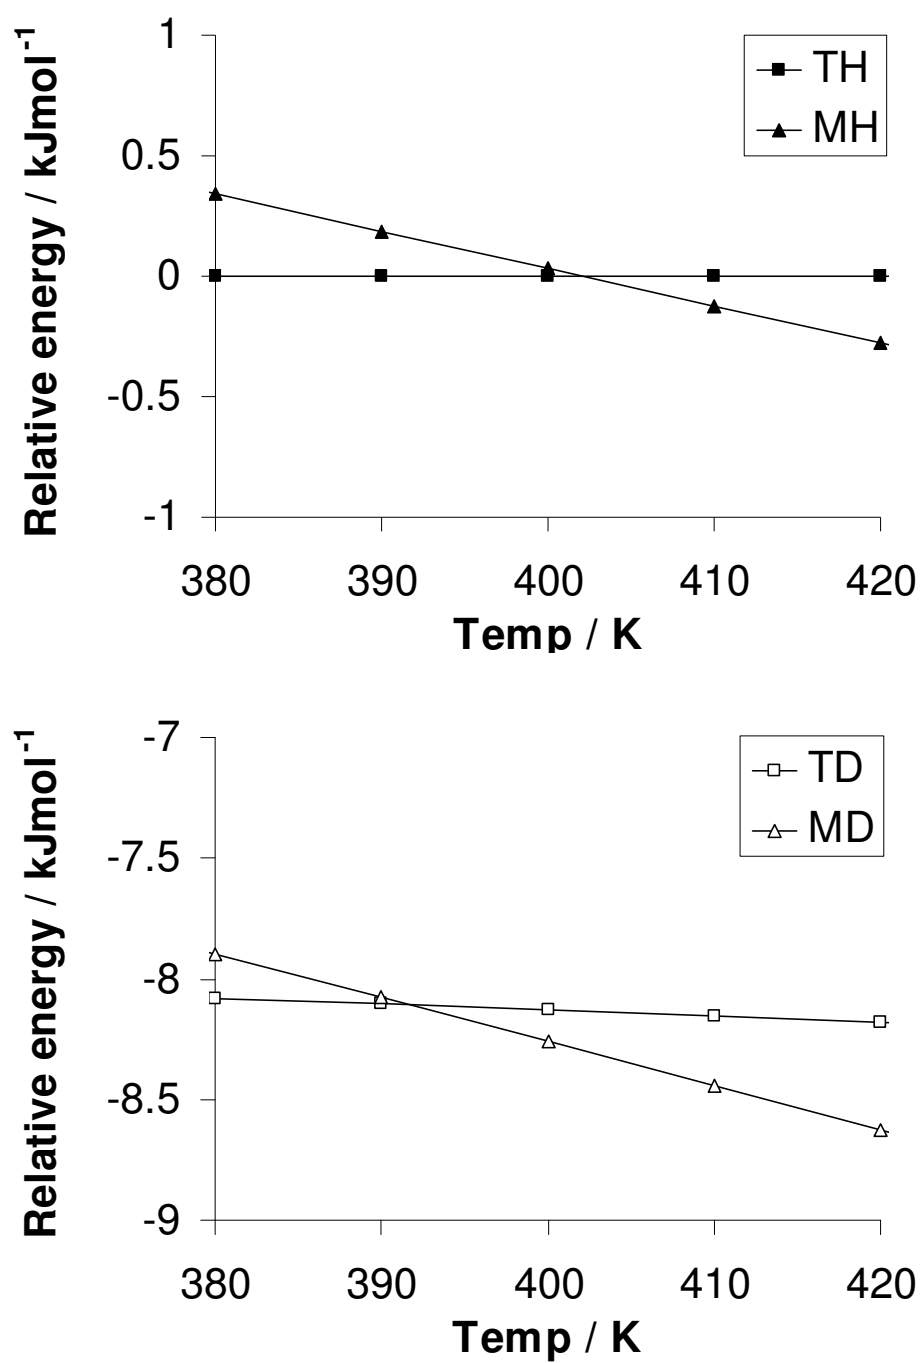 Relative energy / kJmol⁻¹
1
0.5
0
-0.5
-1
380 390 400 410 420
Temp / K
TH
MH
Relative energy / kJmol⁻¹
-7
-7.5
-8
-8.5
-9
380 390 400 410 420
Temp / K
TD
MD